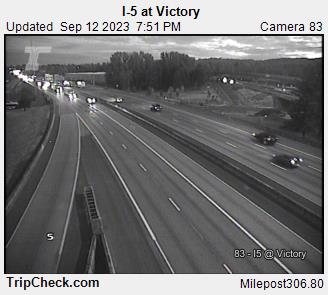 I-5 at Victory
Updated Sep 12 2023 7:51 PM Camera 83
S
83 - I5 @ Victory
TripCheck.com Milepost306.80